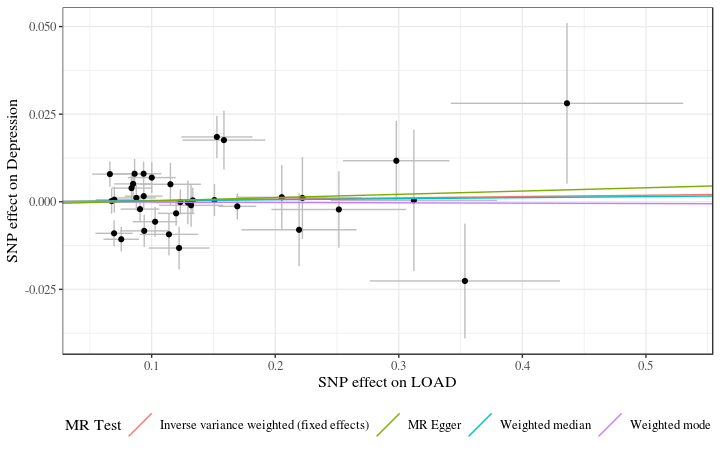 0.050
0.025
0.000
-0.025
SNP effect on Depression
0.1 0.2 0.3 0.4 0.5
SNP effect on LOAD
MR Test Inverse variance weighted (fixed effects) MR Egger Weighted median Weighted mode